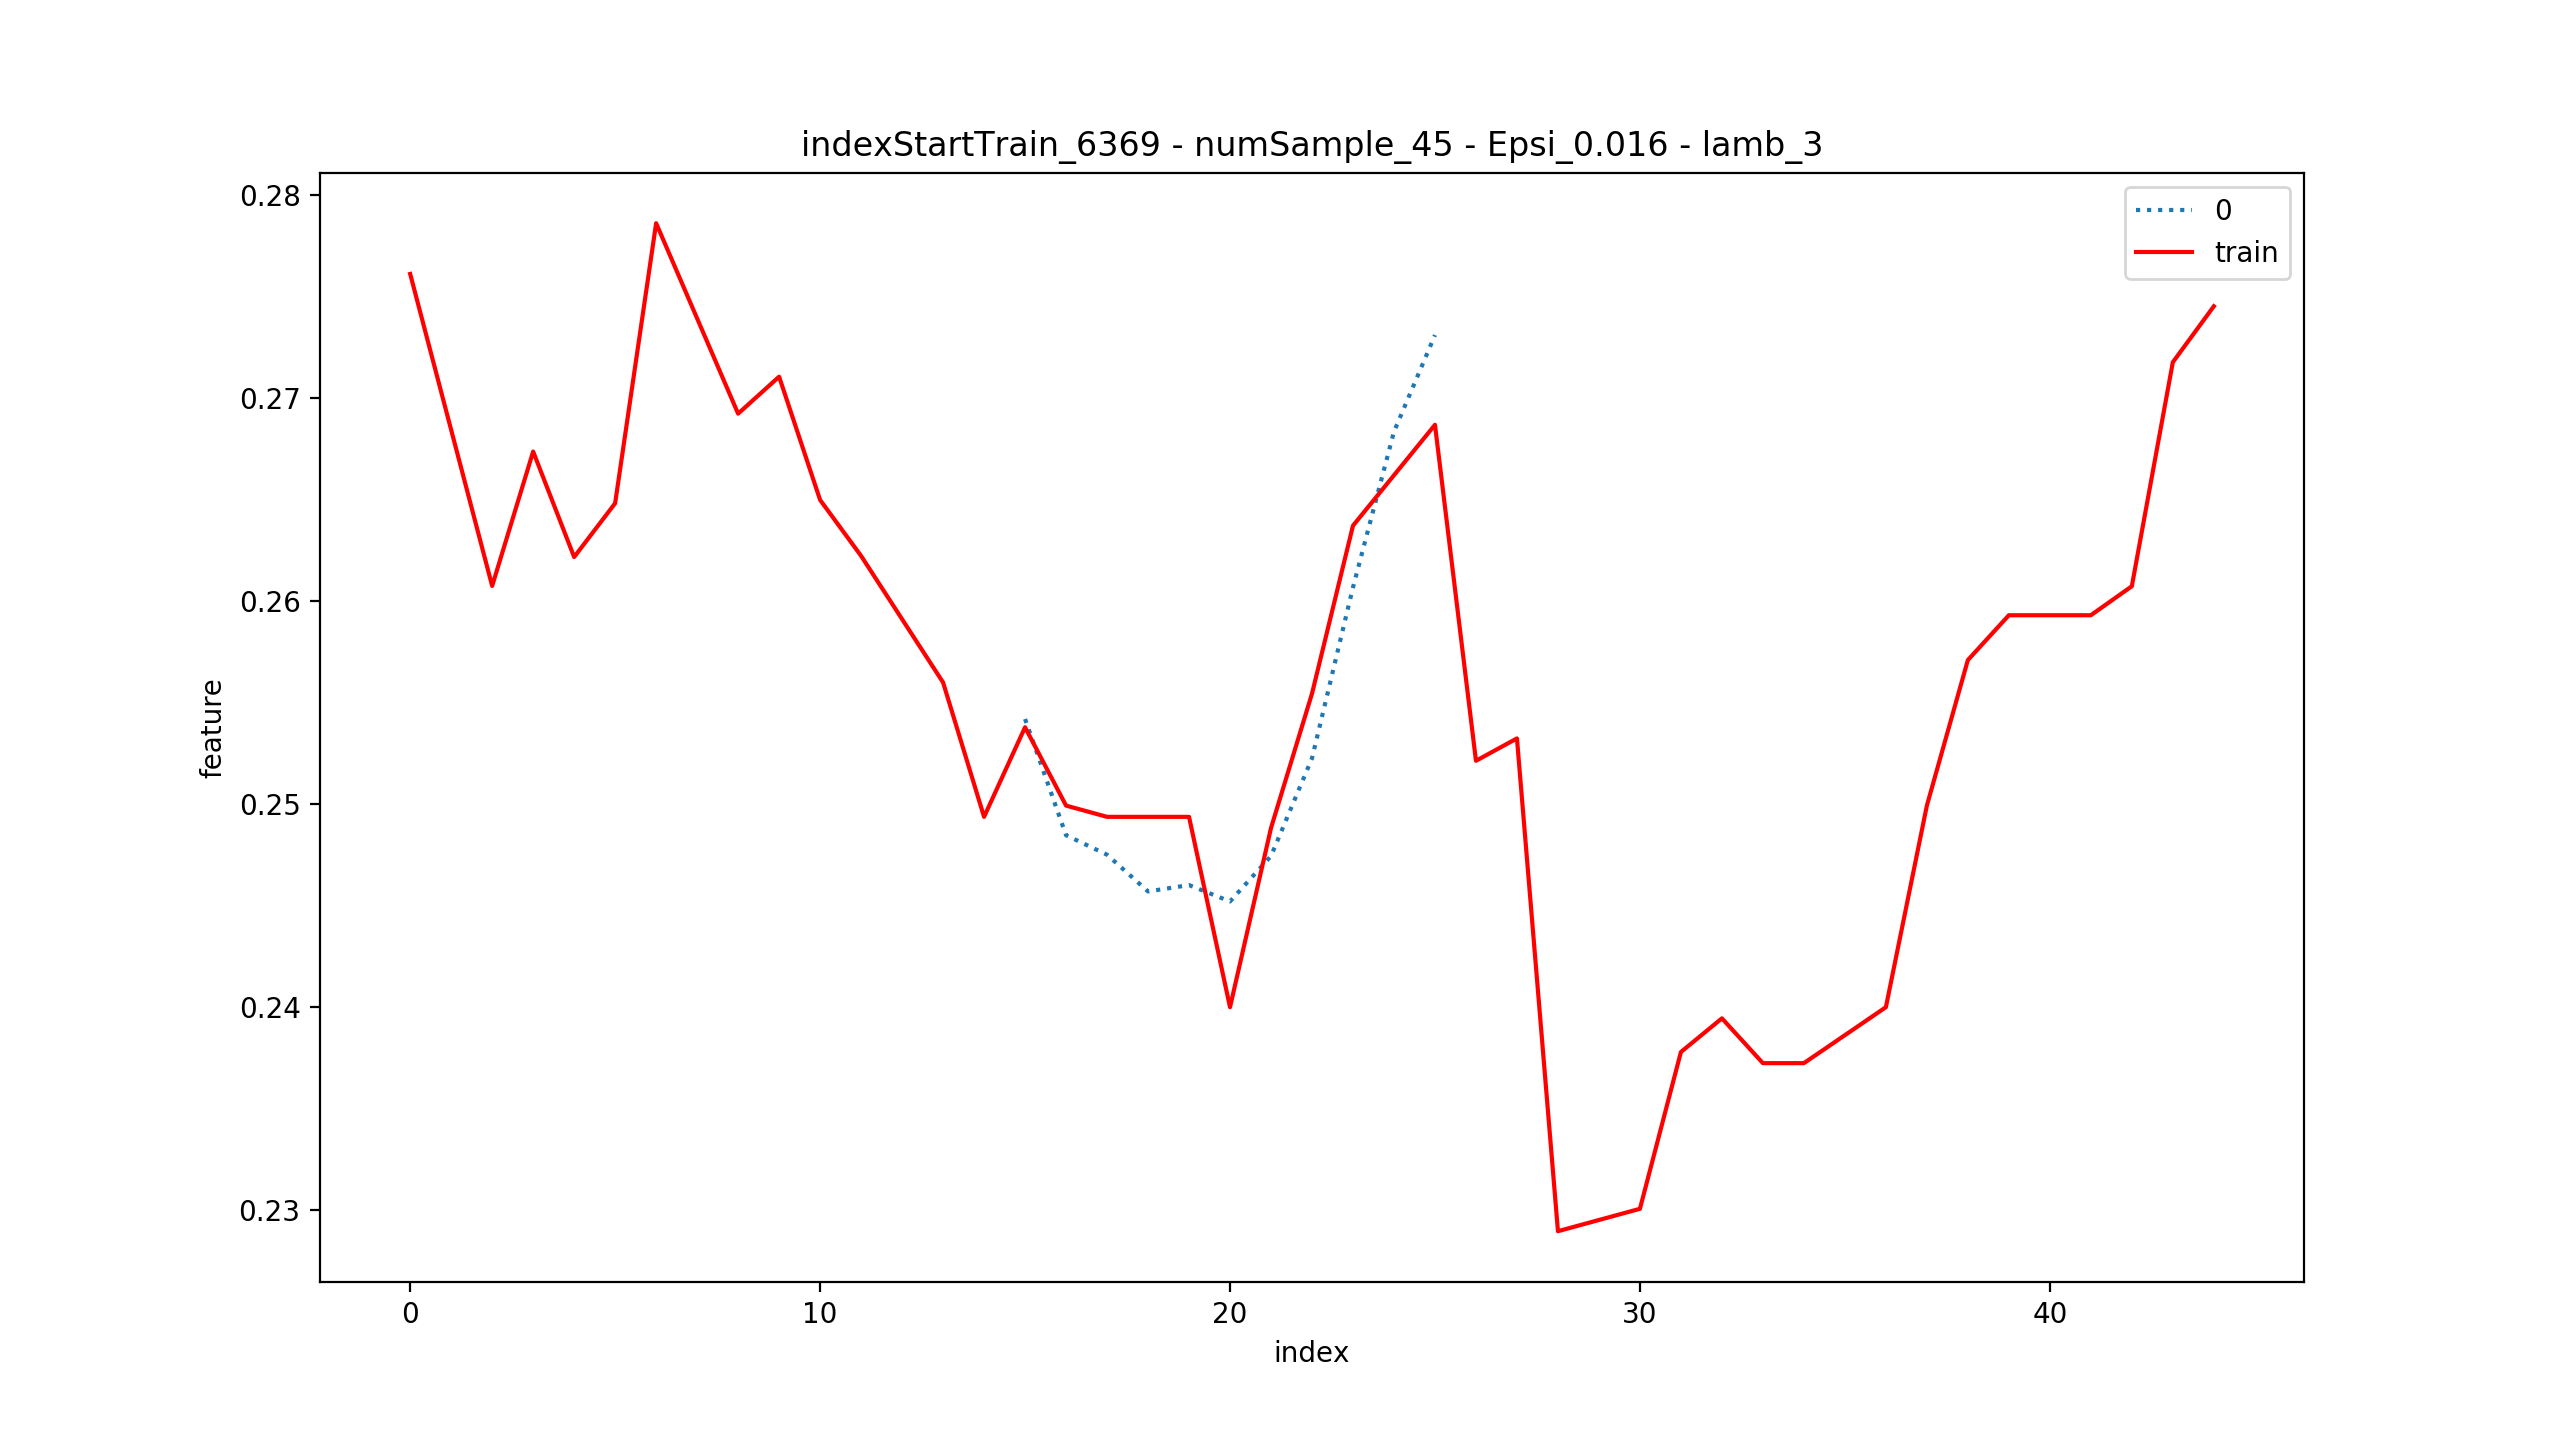 indexStartTrain_6369 - numSample_45 - Epsi_0.016 - lamb_3
0
train
0.28
0.27
0.26
0.25
0.24
0.23
feature
0 10 20 30 40
index